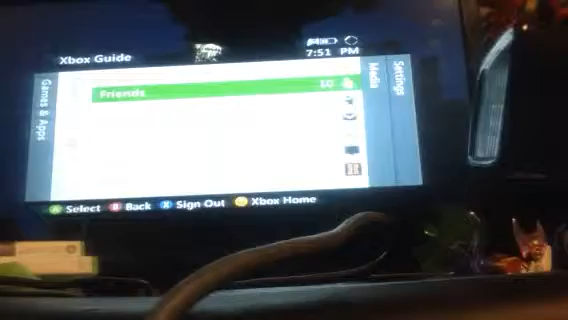 Xbox Guide
7:51 PM
Games & Apps
Friends 10
Media
Settings
A Select B Back X Sign Out Y Xbox Home